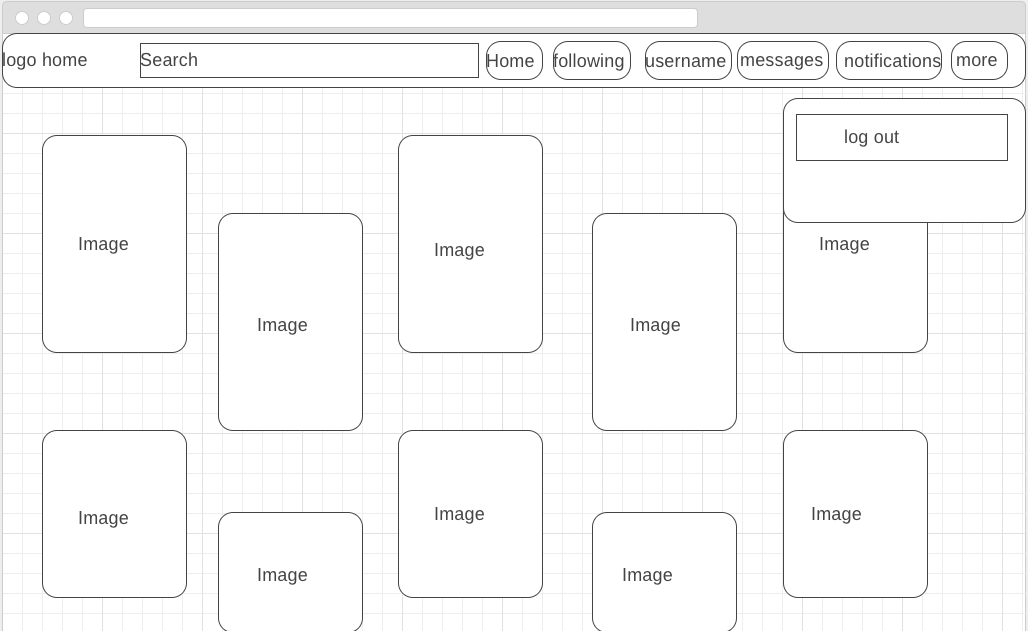 logo home
Search
Home
following
username
messages
notifications
more
log out
Image
Image
Image
Image
Image
Image
Image
Image
Image
Image